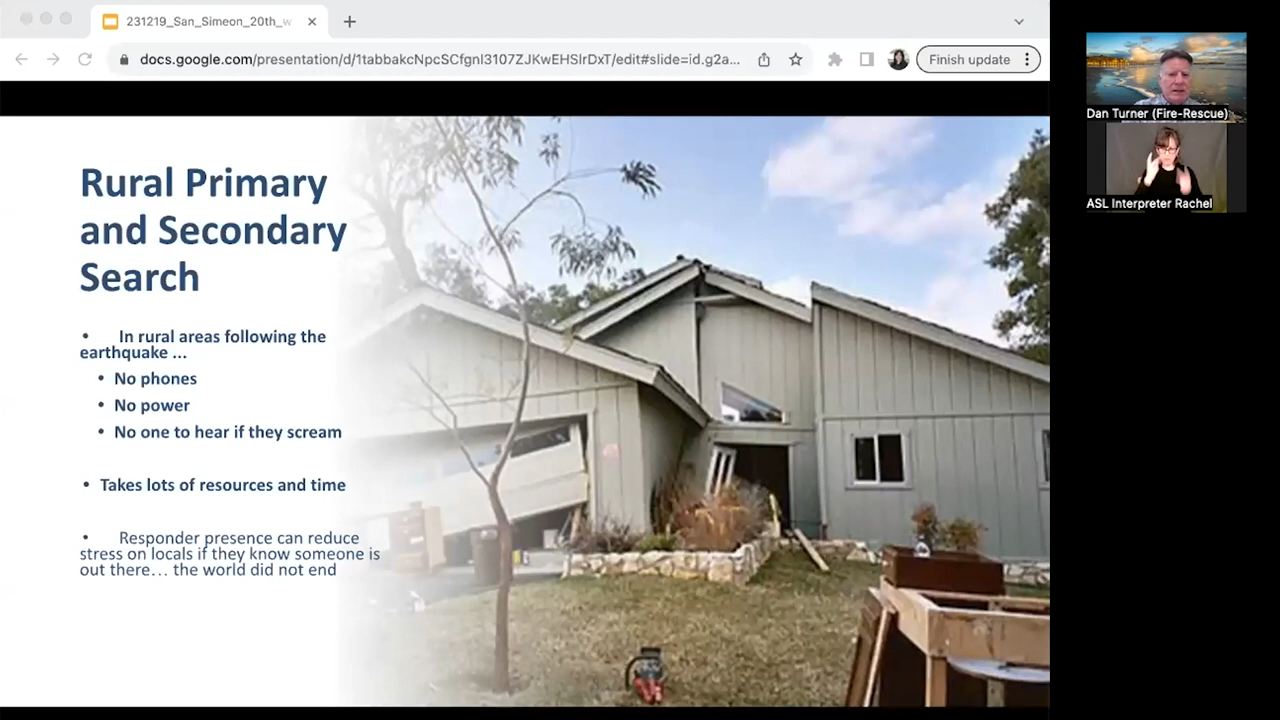 231219_San_Simeon_20th_w
docs.google.com/presentation/d/1tabbakcNpcSCfgnl3107ZJKwEHSlrDxT/edit#slide=id.g2a...
Finish update
Dan Turner (Fire-Rescue)
ASL Interpreter Rachel
Rural Primary
and Secondary
Search
• In rural areas following the
earthquake ...
• No phones
• No power
• No one to hear if they scream
• Takes lots of resources and time
• Responder presence can reduce
stress on locals if they know someone is
out there... the world did not end